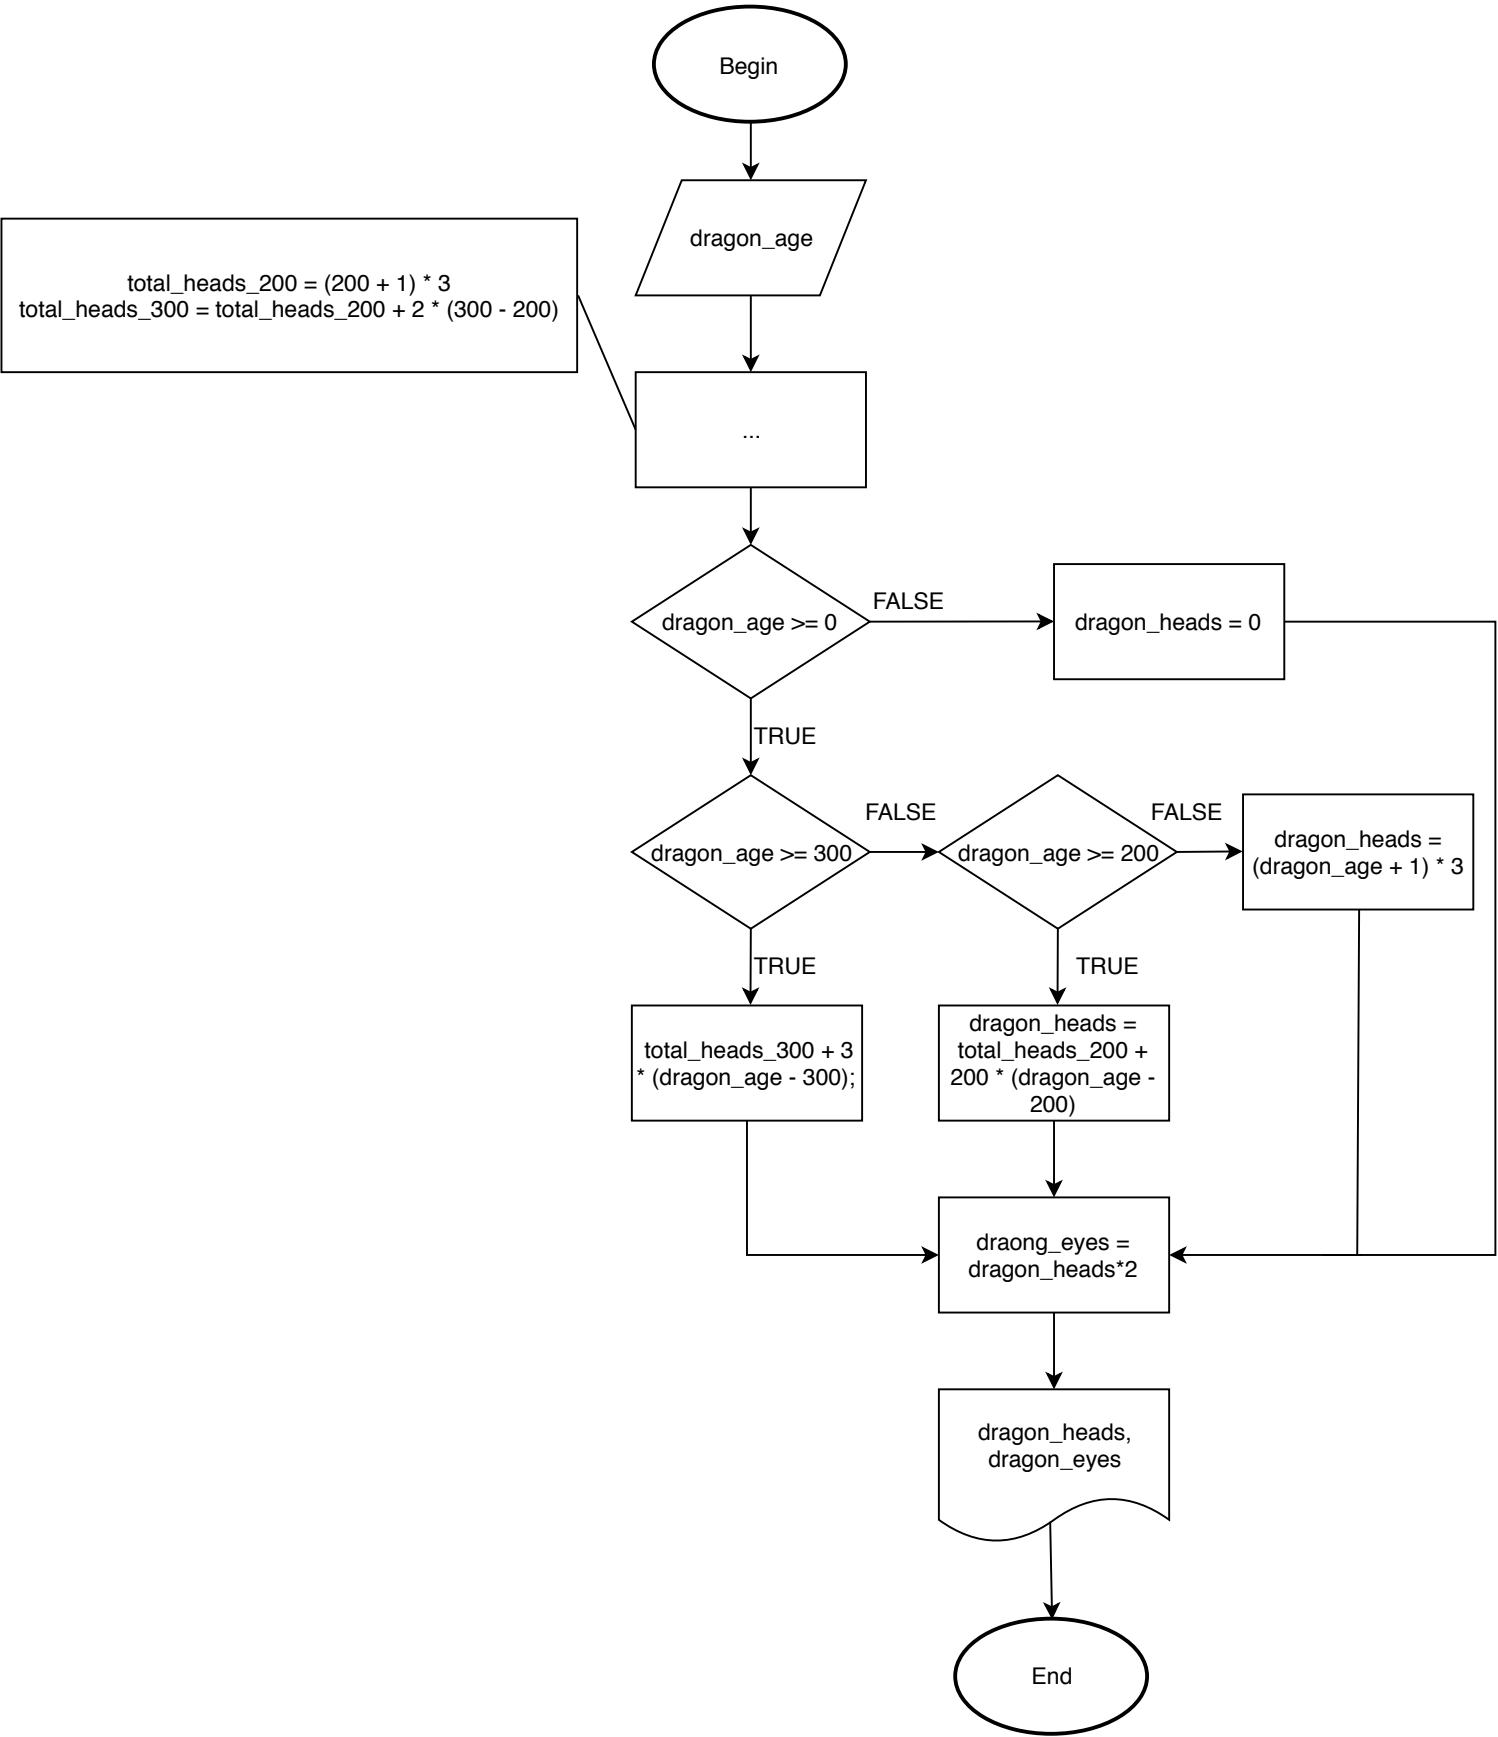 Begin
dragon_age
total_heads_200 = (200 + 1) * 3
total_heads_300 = total_heads_200 + 2 * (300 - 200)
...
dragon_age >= 0
FALSE
dragon_heads = 0
TRUE
dragon_age >= 300
FALSE
dragon_age >= 200
FALSE
dragon_heads =
(dragon_age + 1) * 3
TRUE
total_heads_300 + 3
* (dragon_age - 300);
TRUE
dragon_heads =
total_heads_200 +
200 * (dragon_age -
200)
draong_eyes =
dragon_heads*2
dragon_heads,
dragon_eyes
End